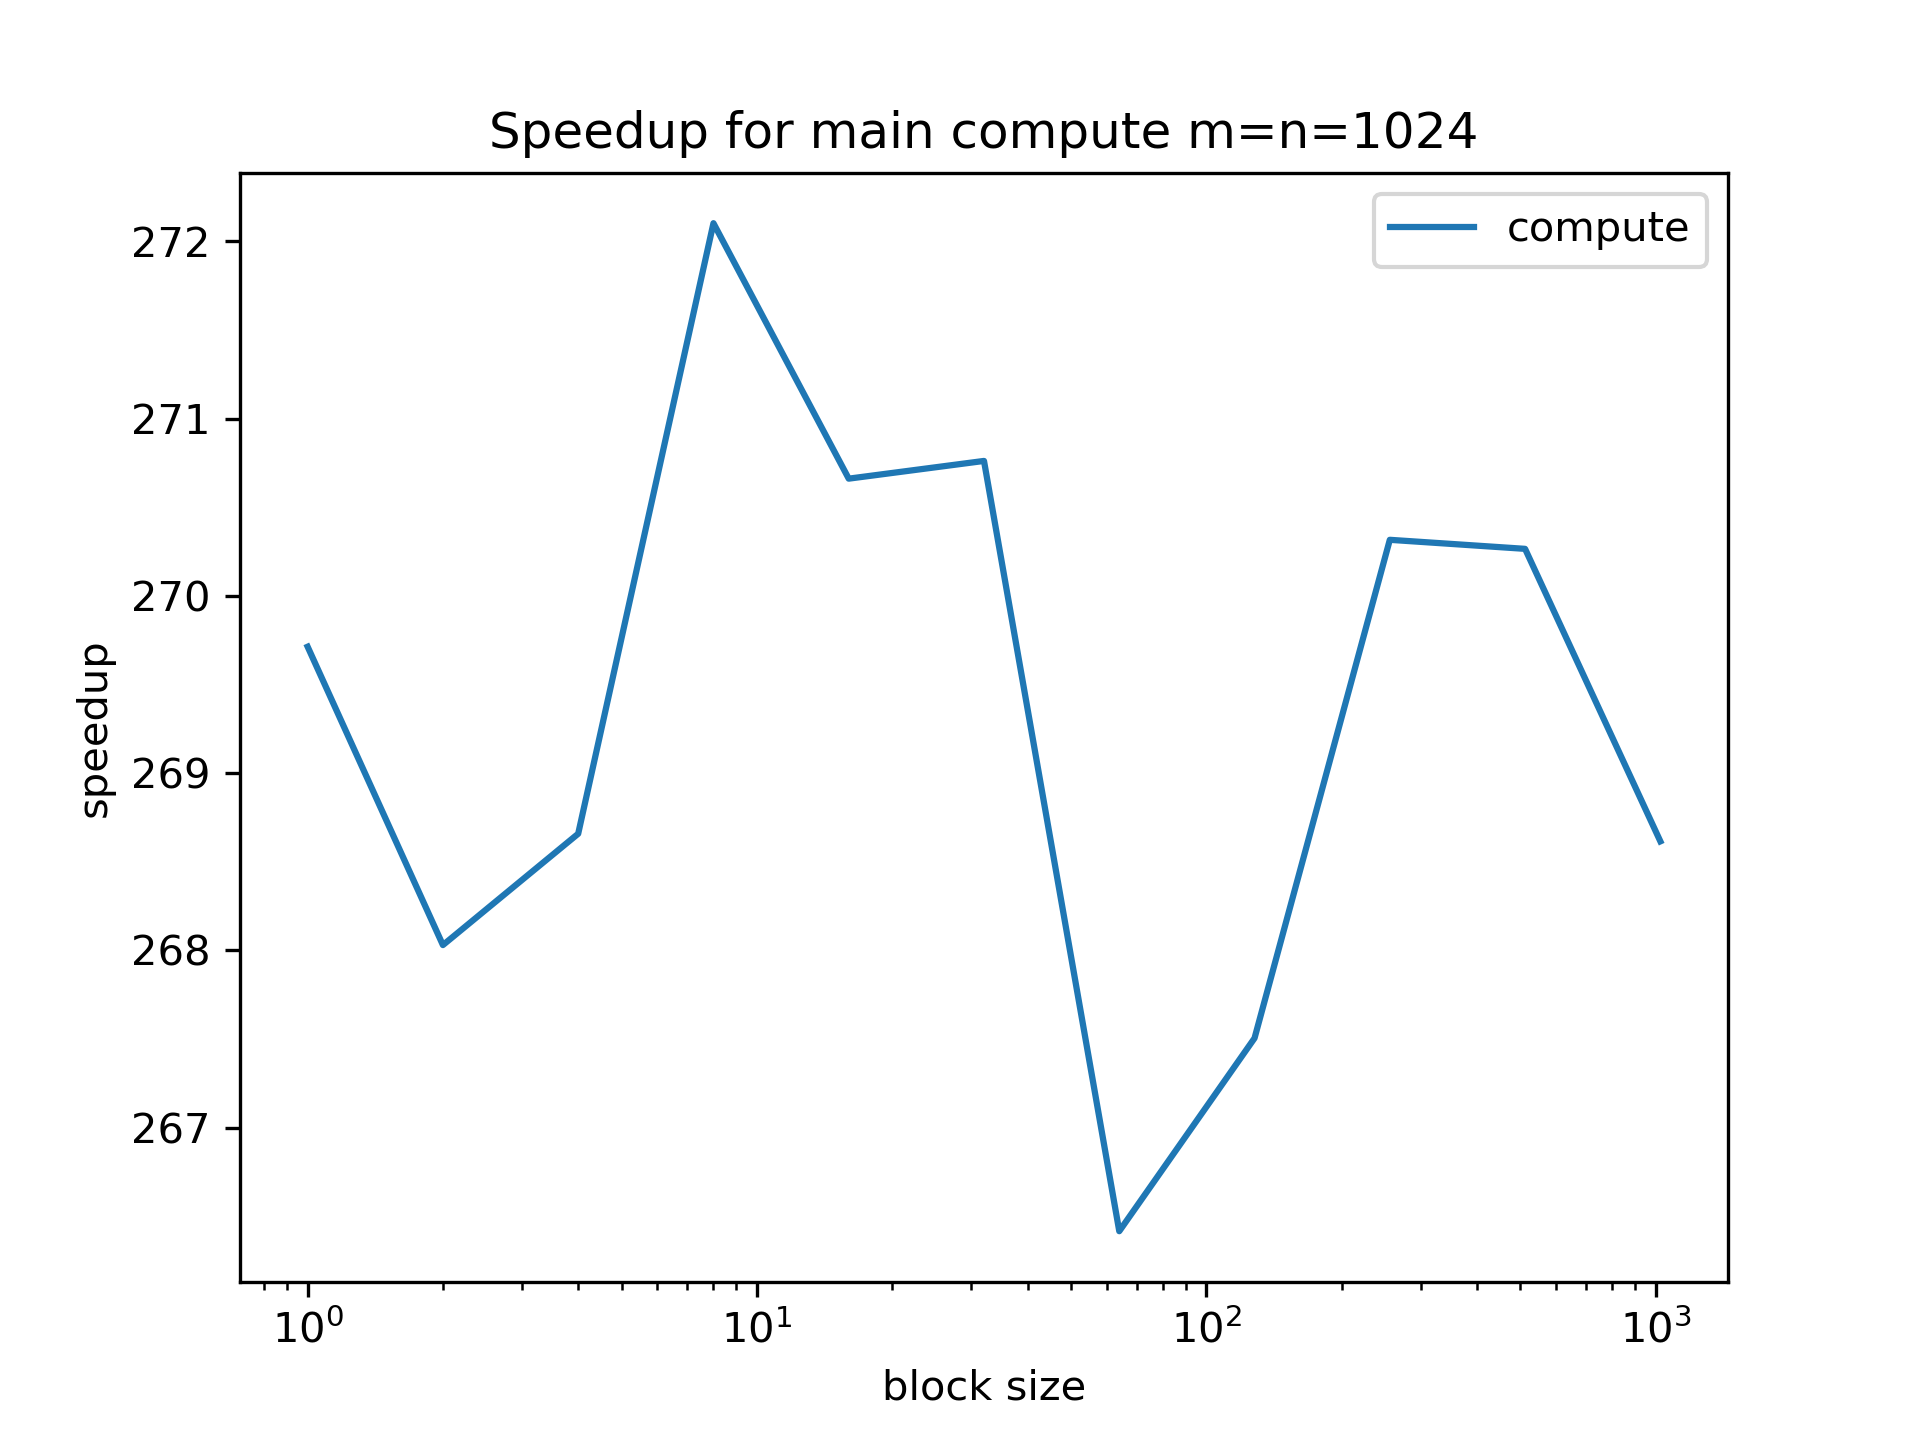 Speedup for main compute m=n=1024
compute
272
271
270
269
268
267
speedup
10⁰ 10¹ 10² 10³
block size